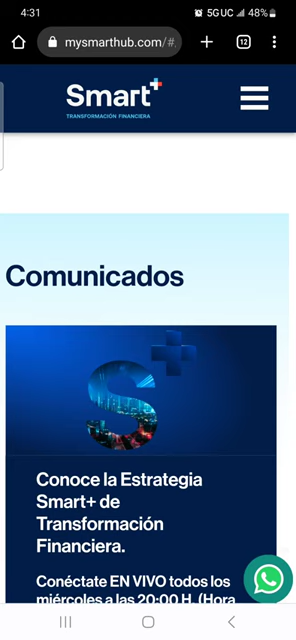 4:31
5G UC 48%
mysmarthub.com/#
12
Smart+
TRANSFORMACIÓN FINANCIERA
Comunicados
Conoce la Estrategia
Smart+ de
Transformación
Financiera.
Conéctate EN VIVO todos los
miércoles a las 20:00 H. (Hora